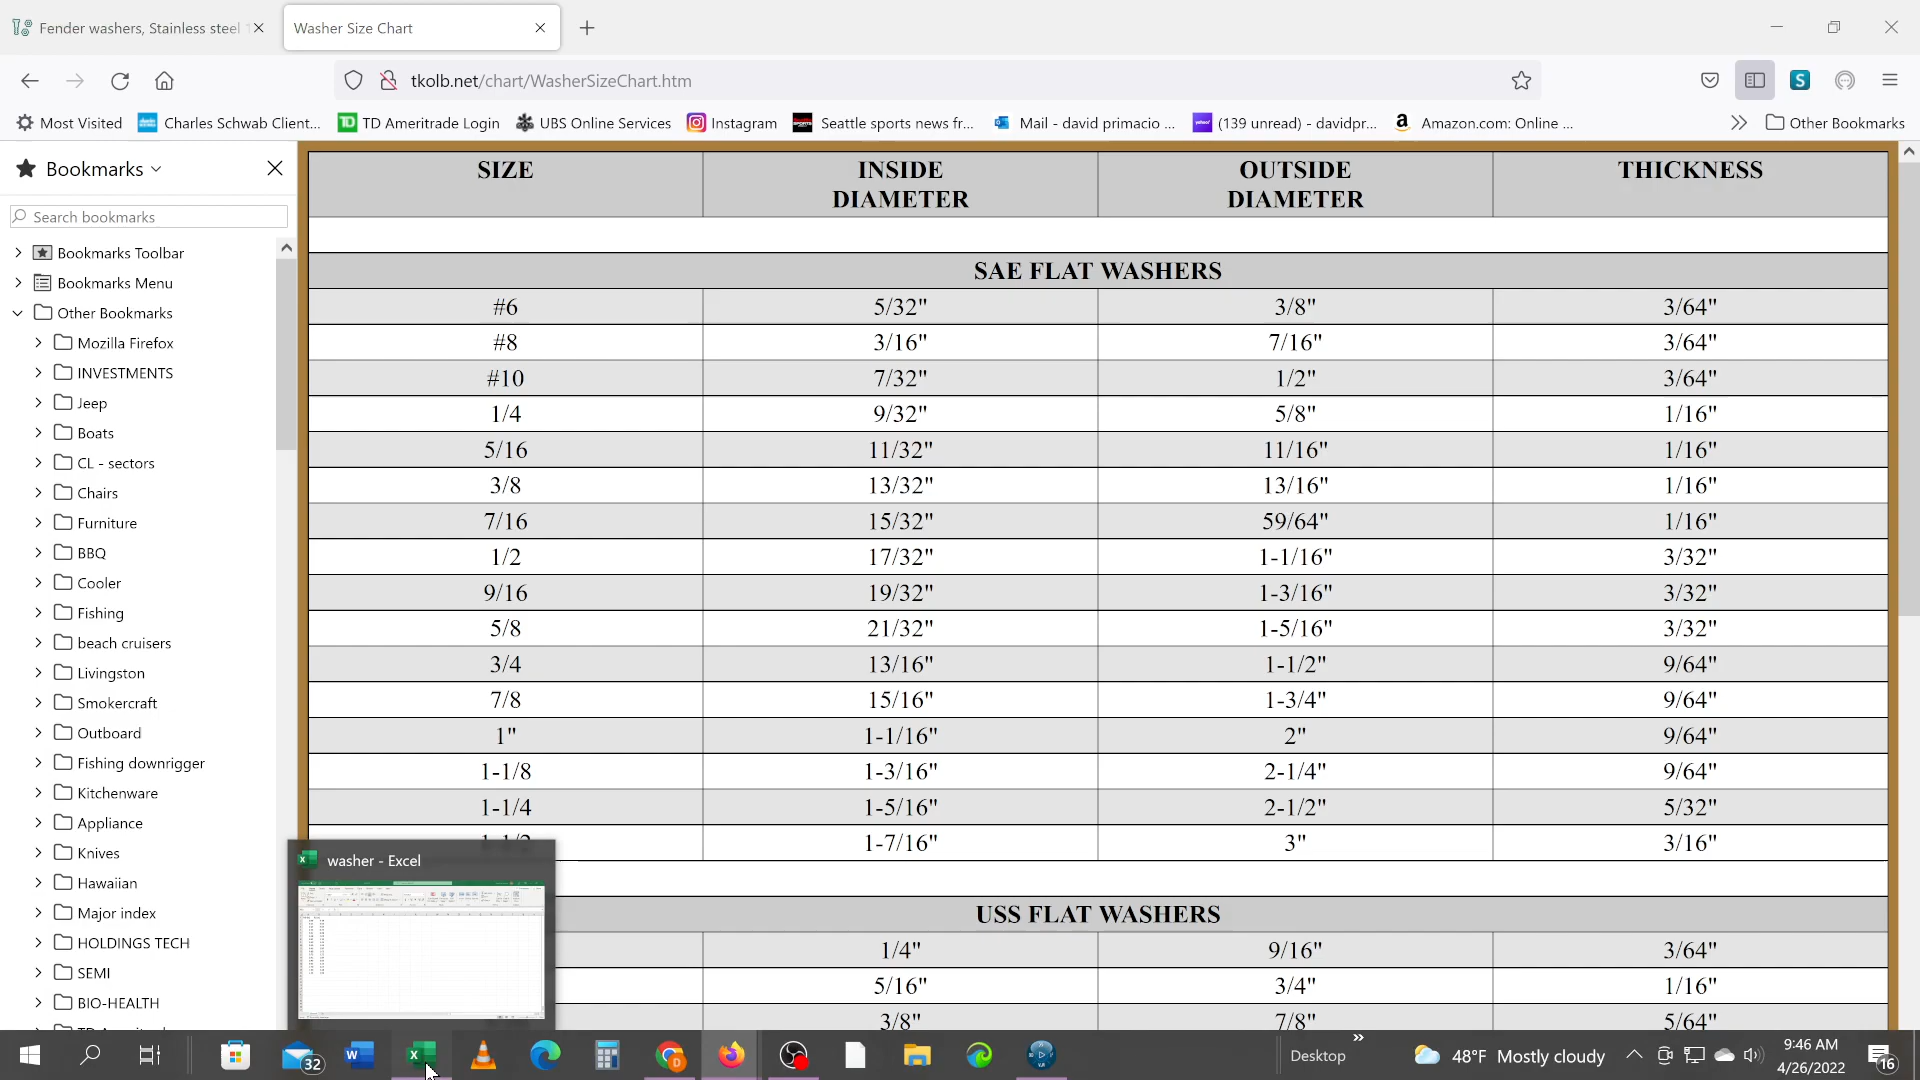 Fender washers, Stainless steel
Washer Size Chart
tkolb.net/chart/WasherSizeChart.htm
Most Visited Charles Schwab Client... TD Ameritrade Login UBS Online Services Instagram Seattle sports news fr... Mail - david primacio ... (139 unread) - davidpr... Amazon.com: Online ... Other Bookmarks
Bookmarks
Search bookmarks
Bookmarks Toolbar
Bookmarks Menu
Other Bookmarks
Mozilla Firefox
INVESTMENTS
Jeep
Boats
CL - sectors
Chairs
Furniture
BBQ
Cooler
Fishing
beach cruisers
Livingston
Smokercraft
Outboard
Fishing downrigger
Kitchenware
Appliance
Knives
Hawaiian
Major index
HOLDINGS TECH
SEMI
BIO-HEALTH
SIZE INSIDE DIAMETER OUTSIDE DIAMETER THICKNESS
SAE FLAT WASHERS
#6 5/32" 3/8" 3/64"
#8 3/16" 7/16" 3/64"
#10 7/32" 1/2" 3/64"
1/4 9/32" 5/8" 1/16"
5/16 11/32" 11/16" 1/16"
3/8 13/32" 13/16" 1/16"
7/16 15/32" 59/64" 1/16"
1/2 17/32" 1-1/16" 3/32"
9/16 19/32" 1-3/16" 3/32"
5/8 21/32" 1-5/16" 3/32"
3/4 13/16" 1-1/2" 9/64"
7/8 15/16" 1-3/4" 9/64"
1" 1-1/16" 2" 9/64"
1-1/8 1-3/16" 2-1/4" 9/64"
1-1/4 1-5/16" 2-1/2" 5/32"
1-7/16" 3" 3/16"
washer - Excel
USS FLAT WASHERS
1/4" 9/16" 3/64"
5/16" 3/4" 1/16"
3/8" 7/8" 5/64"
32
Desktop
48°F Mostly cloudy
9:46 AM
4/26/2022
16